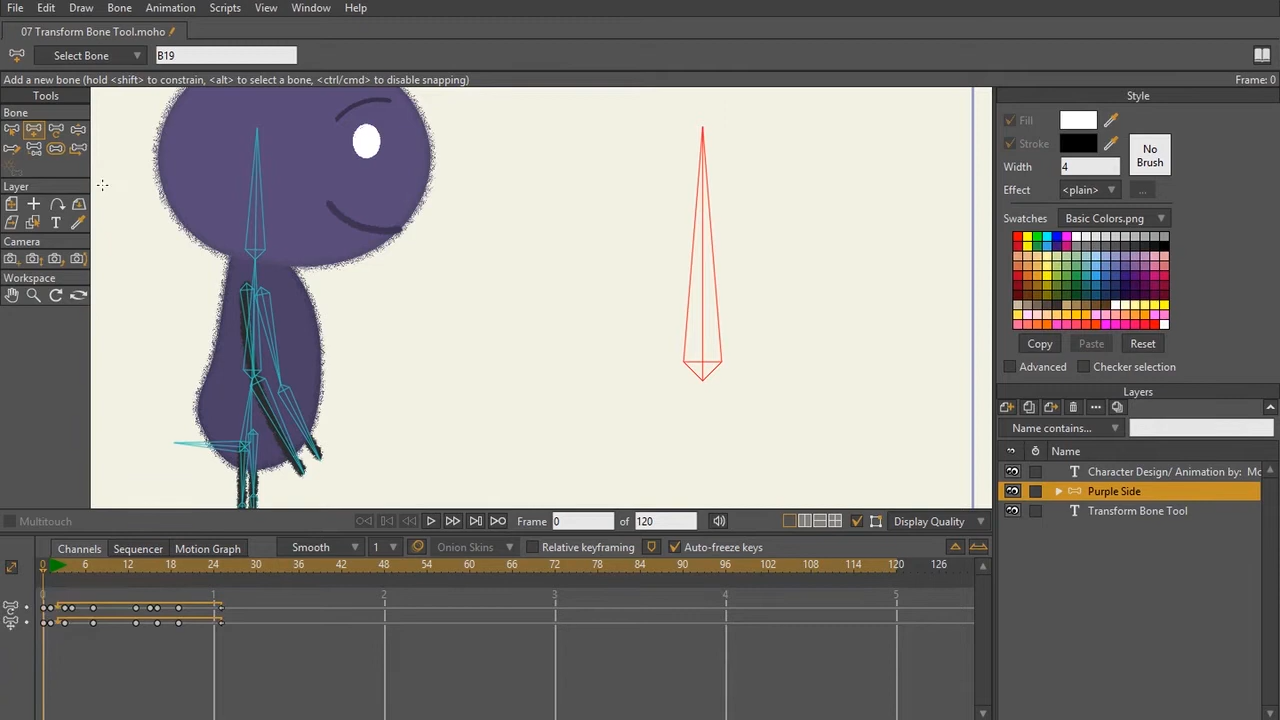 File Edit Draw Bone Animation Scripts View Window Help
07 Transform Bone Tool.moho
Select Bone B19
Add a new bone (hold <shift> to constrain, <alt> to select a bone, <ctrl/cmd> to disable snapping) Frame: 0
Tools Style
Bone
Fill
Stroke
No
Brush
Width 4
Layer
Effect <plain> ...
T
Swatches Basic Colors.png
Camera
Workspace
Copy Paste Reset
Advanced Checker selection
Layers
Name contains...
Name
T Character Design/ Animation by: Mo
Purple Side
T Transform Bone Tool
Multitouch Frame 0 of 120 Display Quality
Channels Sequencer Motion Graph Smooth 1 Onion Skins Relative keyframing Auto-freeze keys
0 6 12 18 24 30 36 42 48 54 60 66 72 78 84 90 96 102 108 114 120 126
0 1 2 3 4 5